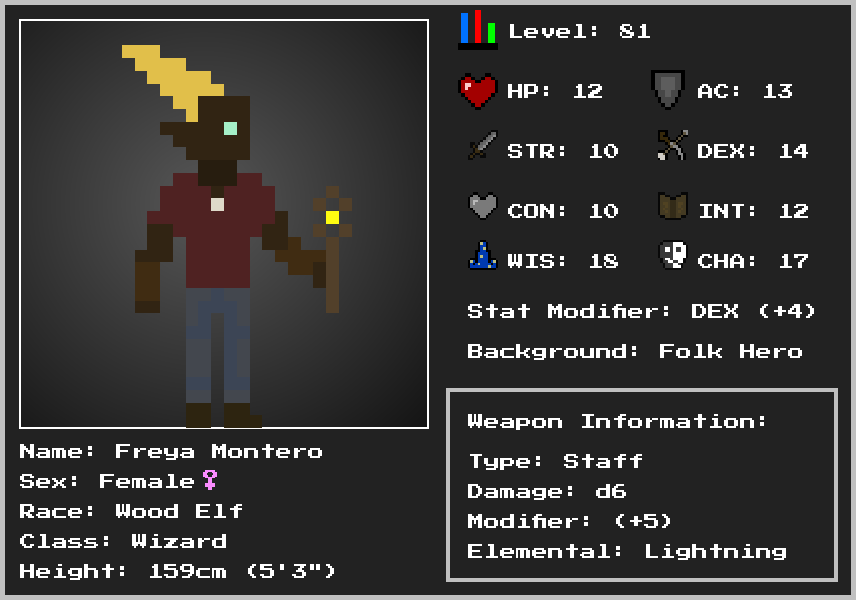 Level: 81
HP: 12
AC: 13
STR: 10
DEX: 14
CON: 10
INT: 12
WIS: 18
CHA: 17
Stat Modifier: DEX (+4)
Background: Folk Hero
Weapon Information:
Type: Staff
Damage: d6
Modifier: (+5)
Elemental: Lightning
Name: Freya Montero
Sex: Female♀
Race: Wood Elf
Class: Wizard
Height: 159cm (5'3")